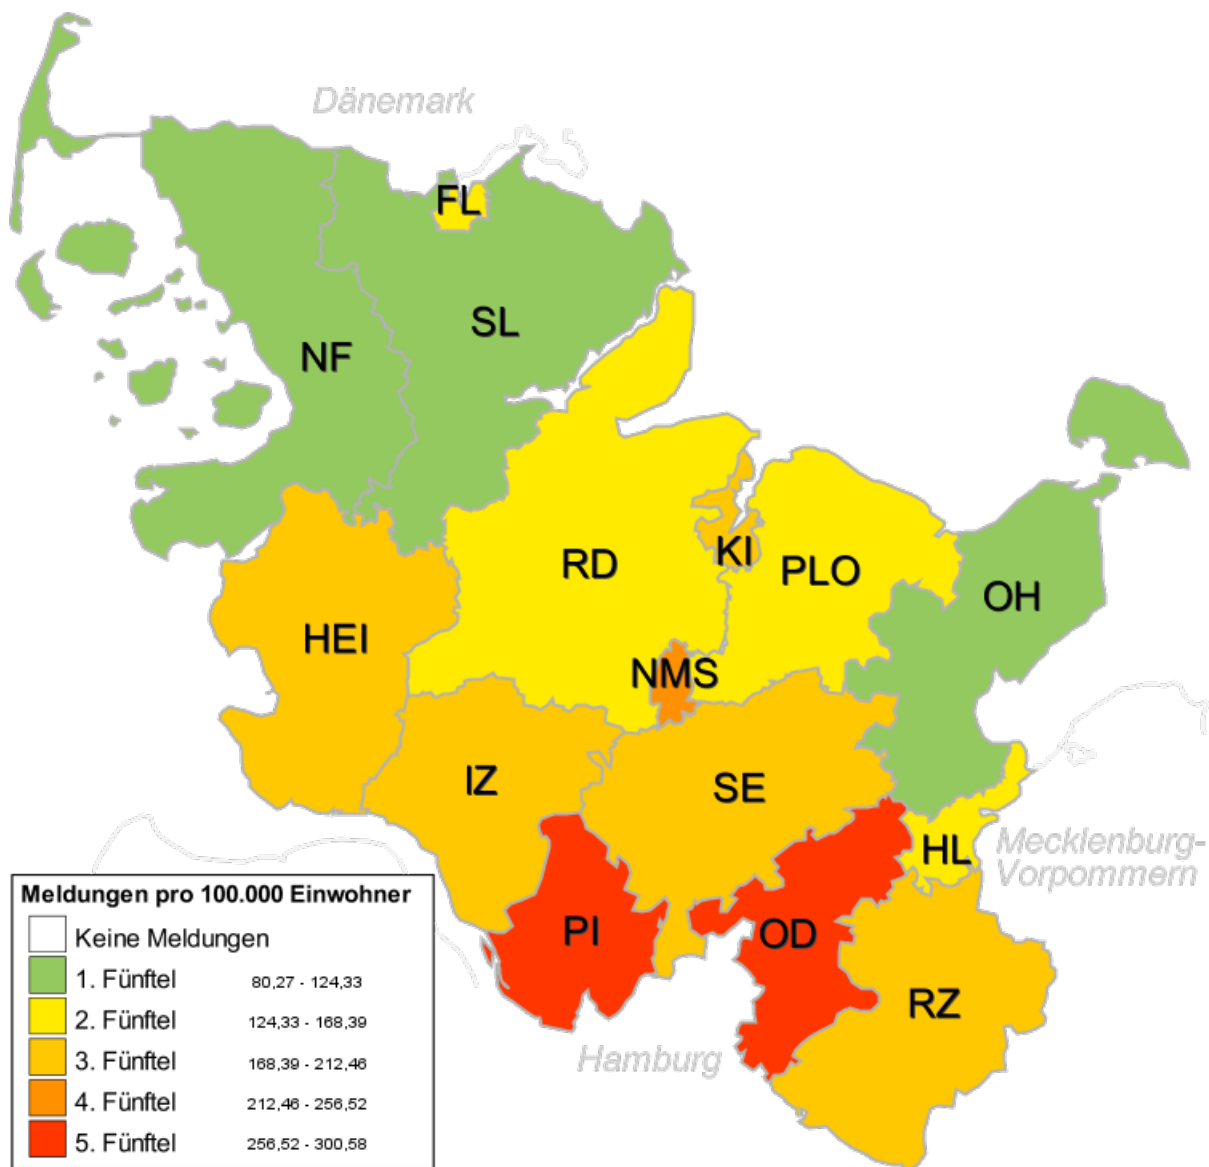 Dänemark
FL
SL
NF
RD
KI
PLO
OH
HEI
NMS
IZ
SE
HL
Mecklenburg-
Vorpommern
PI
OD
RZ
Hamburg
Meldungen pro 100.000 Einwohner
Keine Meldungen
1. Fünftel 80,27 - 124,33
2. Fünftel 124,33 - 168,39
3. Fünftel 168,39 - 212,46
4. Fünftel 212,46 - 256,52
5. Fünftel 256,52 - 300,58